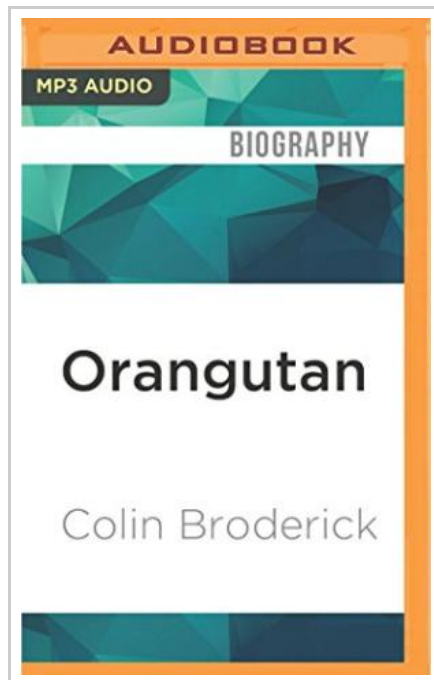 AUDIOBOOK
MP3 AUDIO
BIOGRAPHY
Orangutan
Colin Broderick